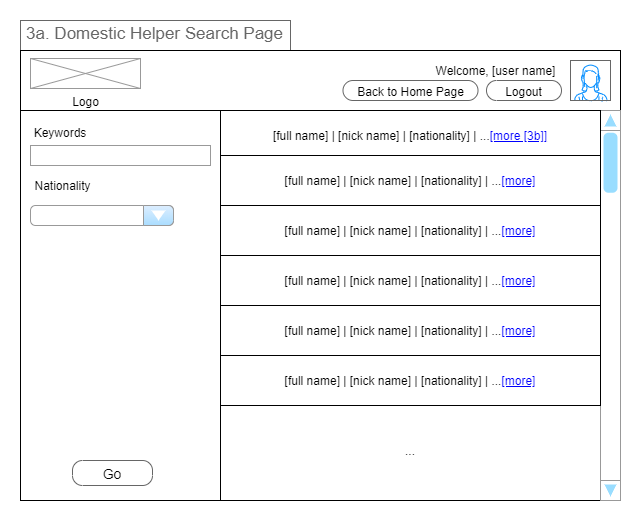 3a. Domestic Helper Search Page
Logo
Welcome, [user name]
Back to Home Page
Logout
Keywords
Nationality
Go
[full name] | [nick name] | [nationality] | ...[more [3b]]
[full name] | [nick name] | [nationality] | ...[more]
[full name] | [nick name] | [nationality] | ...[more]
[full name] | [nick name] | [nationality] | ...[more]
[full name] | [nick name] | [nationality] | ...[more]
[full name] | [nick name] | [nationality] | ...[more]
...